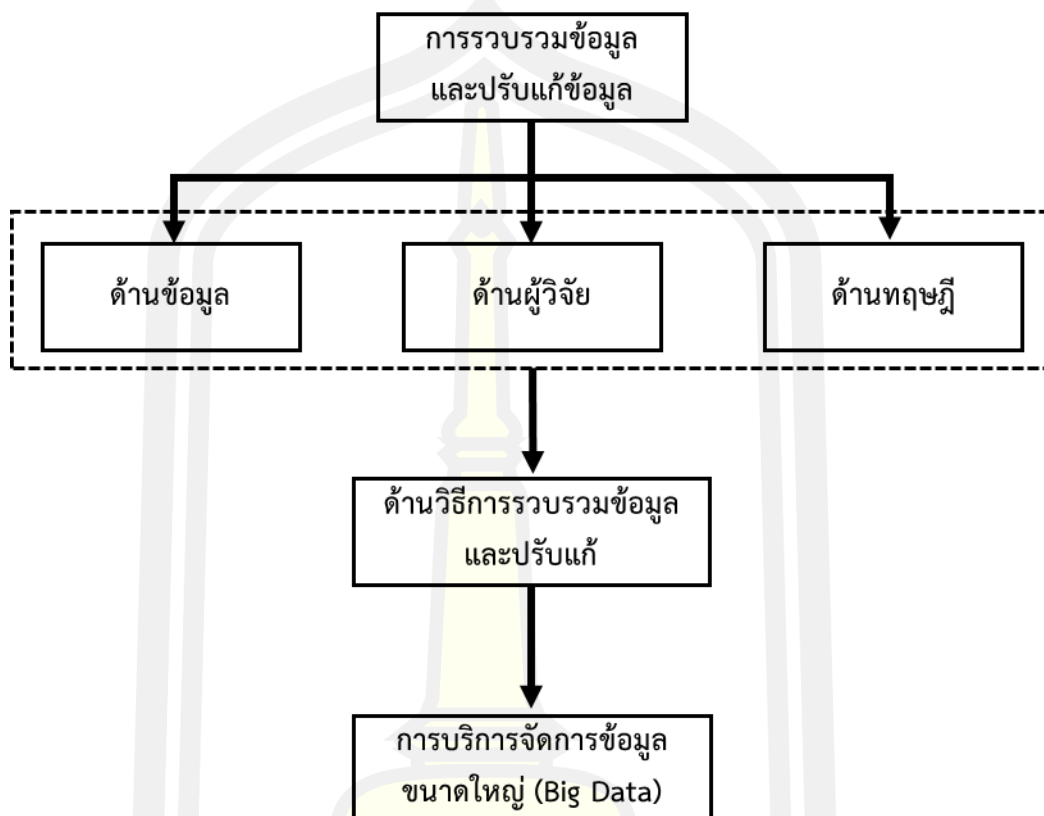 การรวบรวมข้อมูล
และปรับแก้ข้อมูล
ด้านข้อมูล
ด้านผู้วิจัย
ด้านทฤษฎี
ด้านวิธีการรวบรวมข้อมูล
และปรับแก้
การบริการจัดการข้อมูล
ขนาดใหญ่ (Big Data)